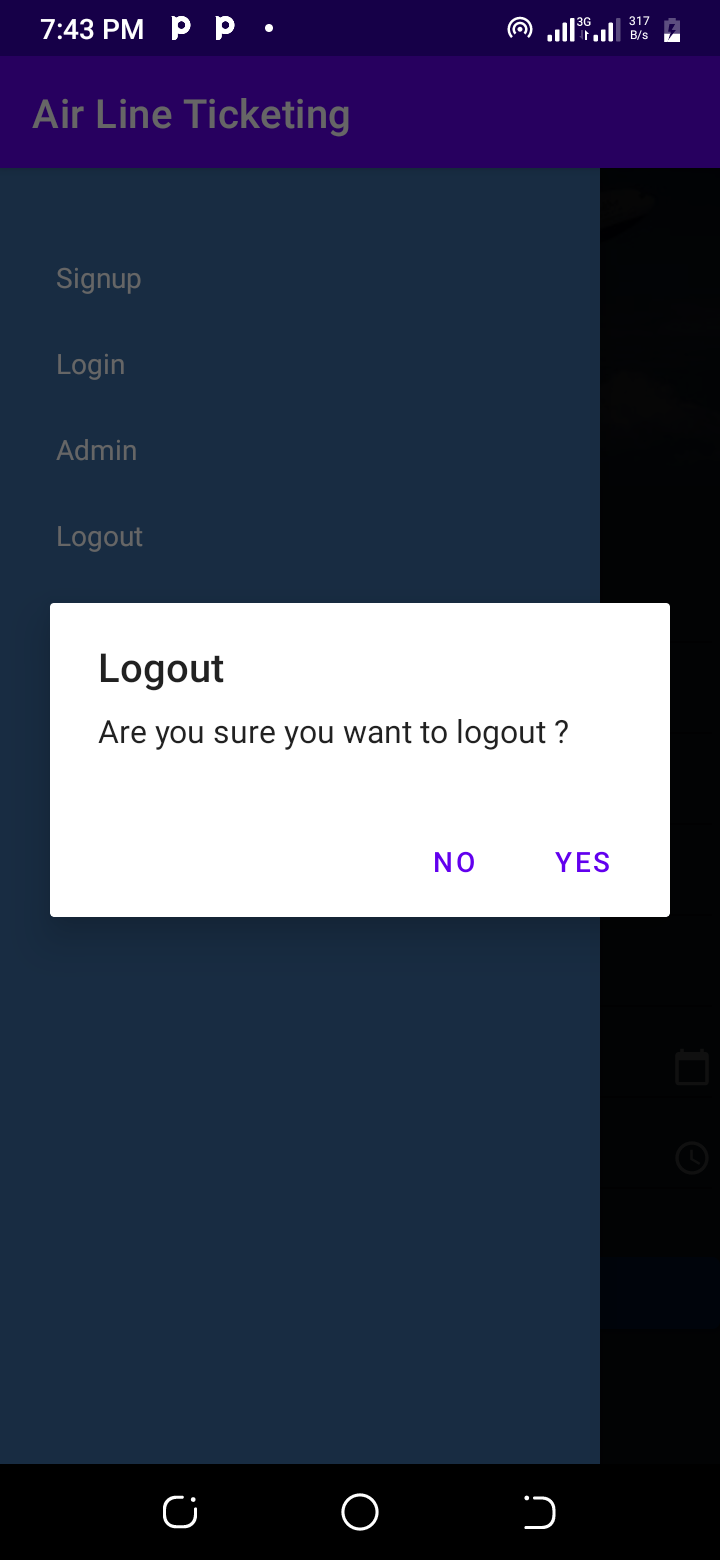 7:43 PM
3G
317
B/s
Air Line Ticketing
Signup
Login
Admin
Logout
Logout
Are you sure you want to logout ?
NO YES